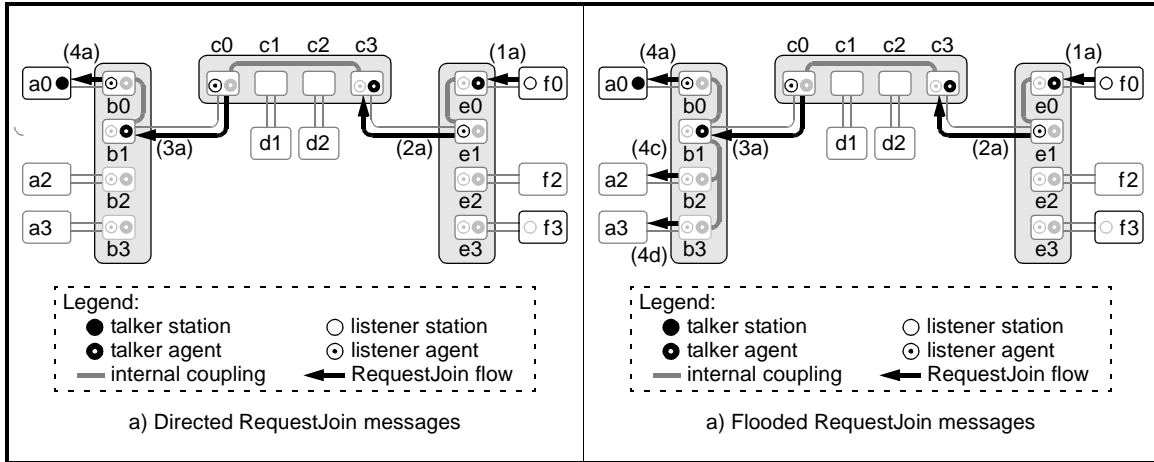 c0 c1 c2 c3
(4a) (1a)
a0 f0
b0 e0
(3a) d1 d2 (2a)
b1 e1
a2 f2
b2 e2
a3 f3
b3 e3
Legend:
talker station listener station
talker agent listener agent
internal coupling RequestJoin flow
a) Directed RequestJoin messages
c0 c1 c2 c3
(4a) (1a)
a0 f0
b0 e0
(4c) (3a) d1 d2 (2a)
b1 e1
a2 f2
b2 e2
a3 f3
(4d) b3 e3
Legend:
talker station listener station
talker agent listener agent
internal coupling RequestJoin flow
a) Flooded RequestJoin messages